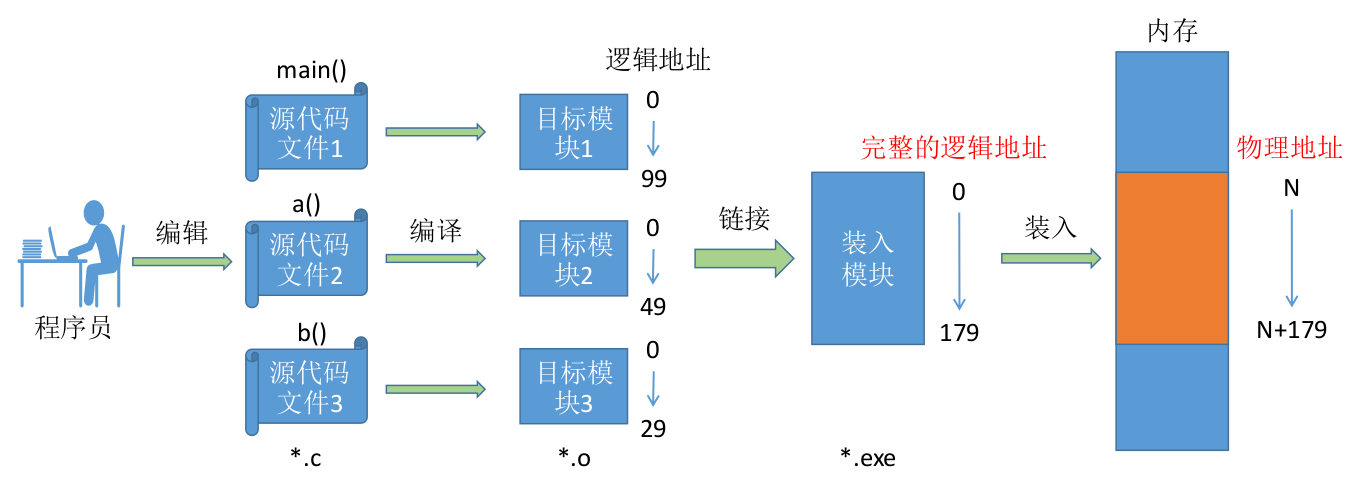 内存
逻辑地址
main()
源代码
文件1
目标模
块1
0
99
完整的逻辑地址
物理地址
程序员
编辑
a()
源代码
文件2
编译
目标模
块2
0
49
链接
装入
模块
0
179
装入
N
N+179
b()
源代码
文件3
目标模
块3
0
29
*.c
*.o
*.exe